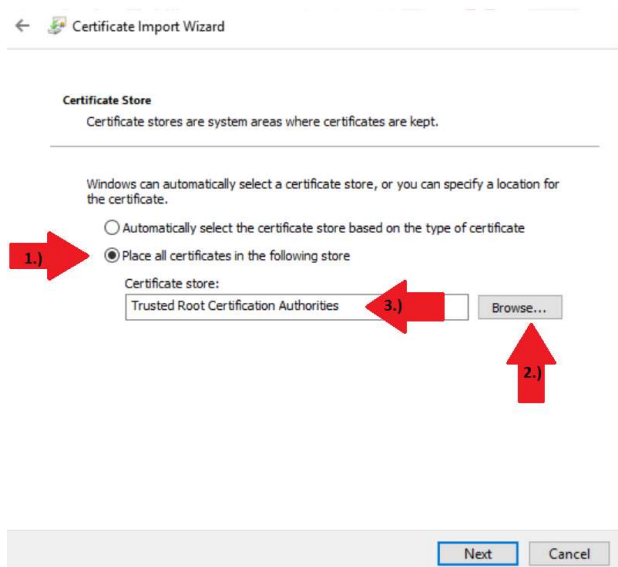 Certificate Import Wizard
Certificate Store
Certificate stores are system areas where certificates are kept.
Windows can automatically select a certificate store, or you can specify a location for
the certificate.
Automatically select the certificate store based on the type of certificate
1.)
Place all certificates in the following store
Certificate store:
Trusted Root Certification Authorities
3.)
Browse...
2.)
Next
Cancel